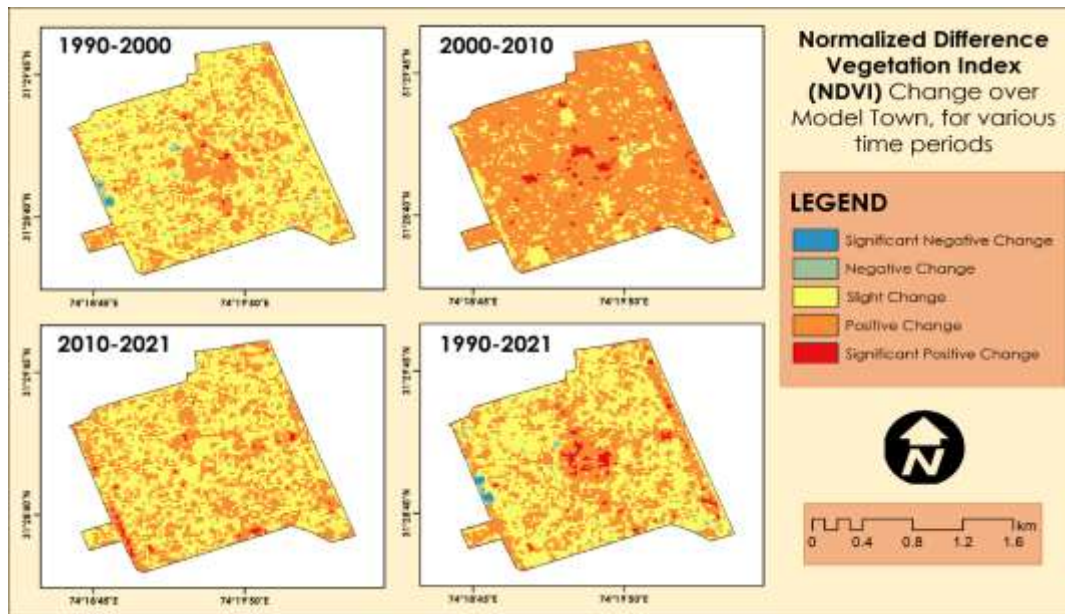 1990-2000
2000-2010
Normalized Difference
Vegetation Index
(NDVI) Change over
Model Town, for various
time periods
LEGEND
Significant Negative Change
Negative Change
Slight Change
Positive Change
Significant Positive Change
2010-2021
1990-2021
N
km
0 0.4 0.8 1.2 1.6